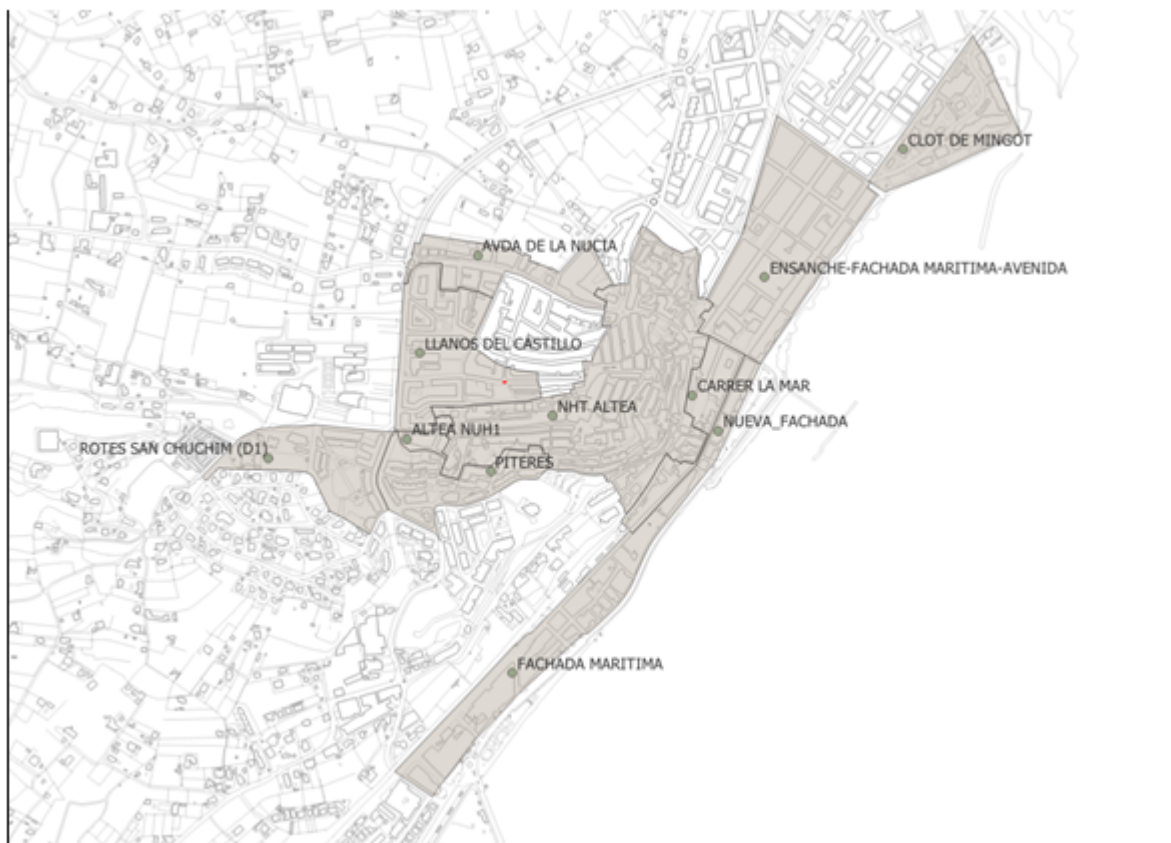 CLOT DE MINGOT
AVDA DE LA NUCIA
ENSANCHE-FACHADA MARITIMA-AVENIDA
LLANOS DEL CASTILLO
CARRER LA MAR
NHT ALTEA
NUEVA_FACHADA
ALTEA NUH1
ROTES SAN CHUCHIM (D1)
PITERES
FACHADA MARITIMA